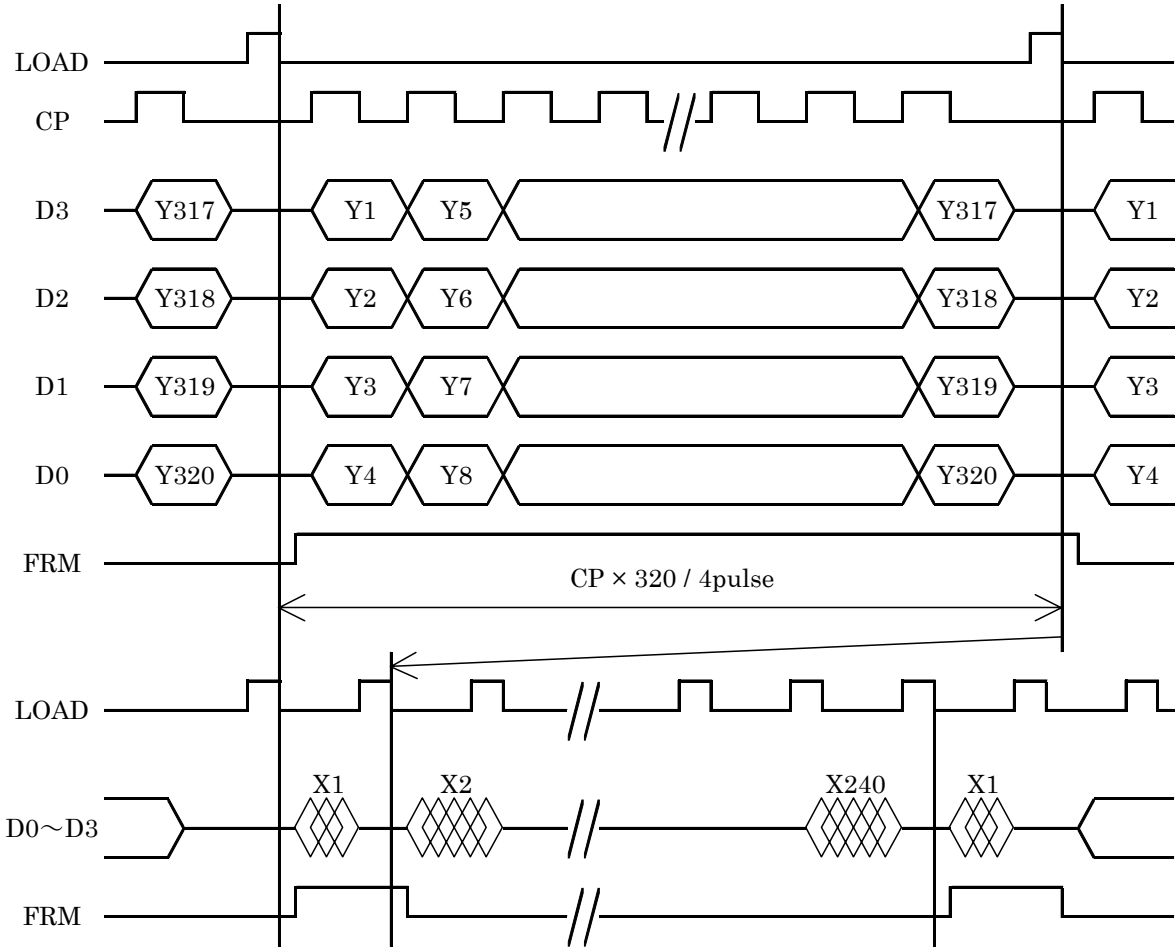 LOAD
CP
D3 Y317 Y1 Y5 Y317 Y1
D2 Y318 Y2 Y6 Y318 Y2
D1 Y319 Y3 Y7 Y319 Y3
D0 Y320 Y4 Y8 Y320 Y4
FRM
CP × 320 / 4pulse
LOAD
X1 X2 X240 X1
D0~D3
FRM